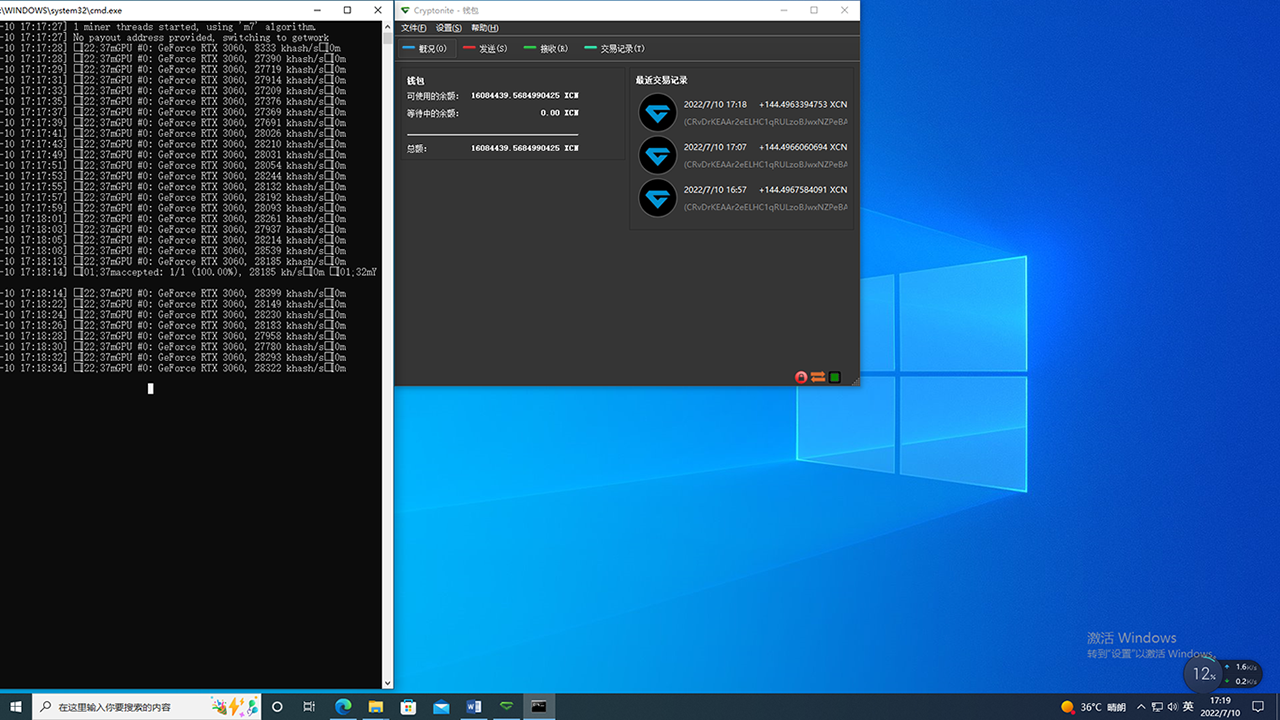 :\WINDOWS\system32\cmd.exe
-10 17:17:27] 1 miner threads started, using 'm7' algorithm.
-10 17:17:27] No payout address provided, switching to getwork
-10 17:17:28] [22;37mGPU #0: GeForce RTX 3060, 8333 khash/s[0m
-10 17:17:28] [22;37mGPU #0: GeForce RTX 3060, 27390 khash/s[0m
-10 17:17:29] [22;37mGPU #0: GeForce RTX 3060, 27719 khash/s[0m
-10 17:17:31] [22;37mGPU #0: GeForce RTX 3060, 27914 khash/s[0m
-10 17:17:33] [22;37mGPU #0: GeForce RTX 3060, 27209 khash/s[0m
-10 17:17:35] [22;37mGPU #0: GeForce RTX 3060, 27376 khash/s[0m
-10 17:17:37] [22;37mGPU #0: GeForce RTX 3060, 27369 khash/s[0m
-10 17:17:39] [22;37mGPU #0: GeForce RTX 3060, 27691 khash/s[0m
-10 17:17:41] [22;37mGPU #0: GeForce RTX 3060, 28026 khash/s[0m
-10 17:17:43] [22;37mGPU #0: GeForce RTX 3060, 28210 khash/s[0m
-10 17:17:49] [22;37mGPU #0: GeForce RTX 3060, 28031 khash/s[0m
-10 17:17:51] [22;37mGPU #0: GeForce RTX 3060, 28054 khash/s[0m
-10 17:17:53] [22;37mGPU #0: GeForce RTX 3060, 28244 khash/s[0m
-10 17:17:55] [22;37mGPU #0: GeForce RTX 3060, 28132 khash/s[0m
-10 17:17:57] [22;37mGPU #0: GeForce RTX 3060, 28192 khash/s[0m
-10 17:17:59] [22;37mGPU #0: GeForce RTX 3060, 28093 khash/s[0m
-10 17:18:01] [22;37mGPU #0: GeForce RTX 3060, 28261 khash/s[0m
-10 17:18:03] [22;37mGPU #0: GeForce RTX 3060, 27937 khash/s[0m
-10 17:18:05] [22;37mGPU #0: GeForce RTX 3060, 28214 khash/s[0m
-10 17:18:08] [22;37mGPU #0: GeForce RTX 3060, 28539 khash/s[0m
-10 17:18:13] [22;37mGPU #0: GeForce RTX 3060, 28185 khash/s[0m
-10 17:18:14] [01;37maccepted: 1/1 (100.00%), 28185 kh/s[0m [01;32mY
-10 17:18:14] [22;37mGPU #0: GeForce RTX 3060, 28399 khash/s[0m
-10 17:18:22] [22;37mGPU #0: GeForce RTX 3060, 28149 khash/s[0m
-10 17:18:24] [22;37mGPU #0: GeForce RTX 3060, 28230 khash/s[0m
-10 17:18:26] [22;37mGPU #0: GeForce RTX 3060, 28183 khash/s[0m
-10 17:18:28] [22;37mGPU #0: GeForce RTX 3060, 27958 khash/s[0m
-10 17:18:30] [22;37mGPU #0: GeForce RTX 3060, 27780 khash/s[0m
-10 17:18:32] [22;37mGPU #0: GeForce RTX 3060, 28293 khash/s[0m
-10 17:18:34] [22;37mGPU #0: GeForce RTX 3060, 28322 khash/s[0m
Cryptonite - 钱包
文件(F) 设置(S) 帮助(H)
概况(O) 发送(S) 接收(R) 交易记录(T)
钱包
可使用的余额: 16084439.5684990425 XCN
等待中的余额: 0.00 XCN
总额: 16084439.5684990425 XCN
最近交易记录
2022/7/10 17:18 +144.4963394753 XCN
(CRvDrKEAAr2eELHC1qRULzoBJwxNZPeBA
2022/7/10 17:07 +144.4966060694 XCN
(CRvDrKEAAr2eELHC1qRULzoBJwxNZPeBA
2022/7/10 16:57 +144.4967584091 XCN
(CRvDrKEAAr2eELHC1qRULzoBJwxNZPeBA
激活 Windows
转到"设置"以激活 Windows。
12%
1.6K/s
0.2K/s
在这里输入你要搜索的内容
36°C 晴朗
英
17:19
2022/7/10